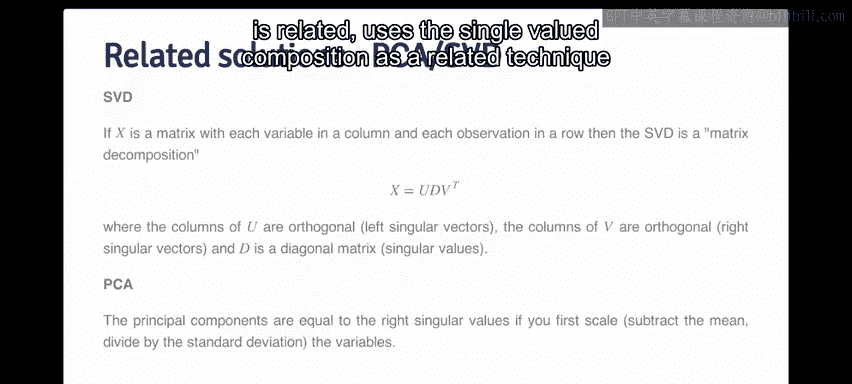 is related, uses the single valued
composition as a related technique
Related solutions - PCA/SVD
SVD
If X is a matrix with each variable in a column and each observation in a row then the SVD is a "matrix
decomposition"
X = UDVᵀ
where the columns of U are orthogonal (left singular vectors), the columns of V are orthogonal (right
singular vectors) and D is a diagonal matrix (singular values).
PCA
The principal components are equal to the right singular values if you first scale (subtract the mean,
divide by the standard deviation) the variables.